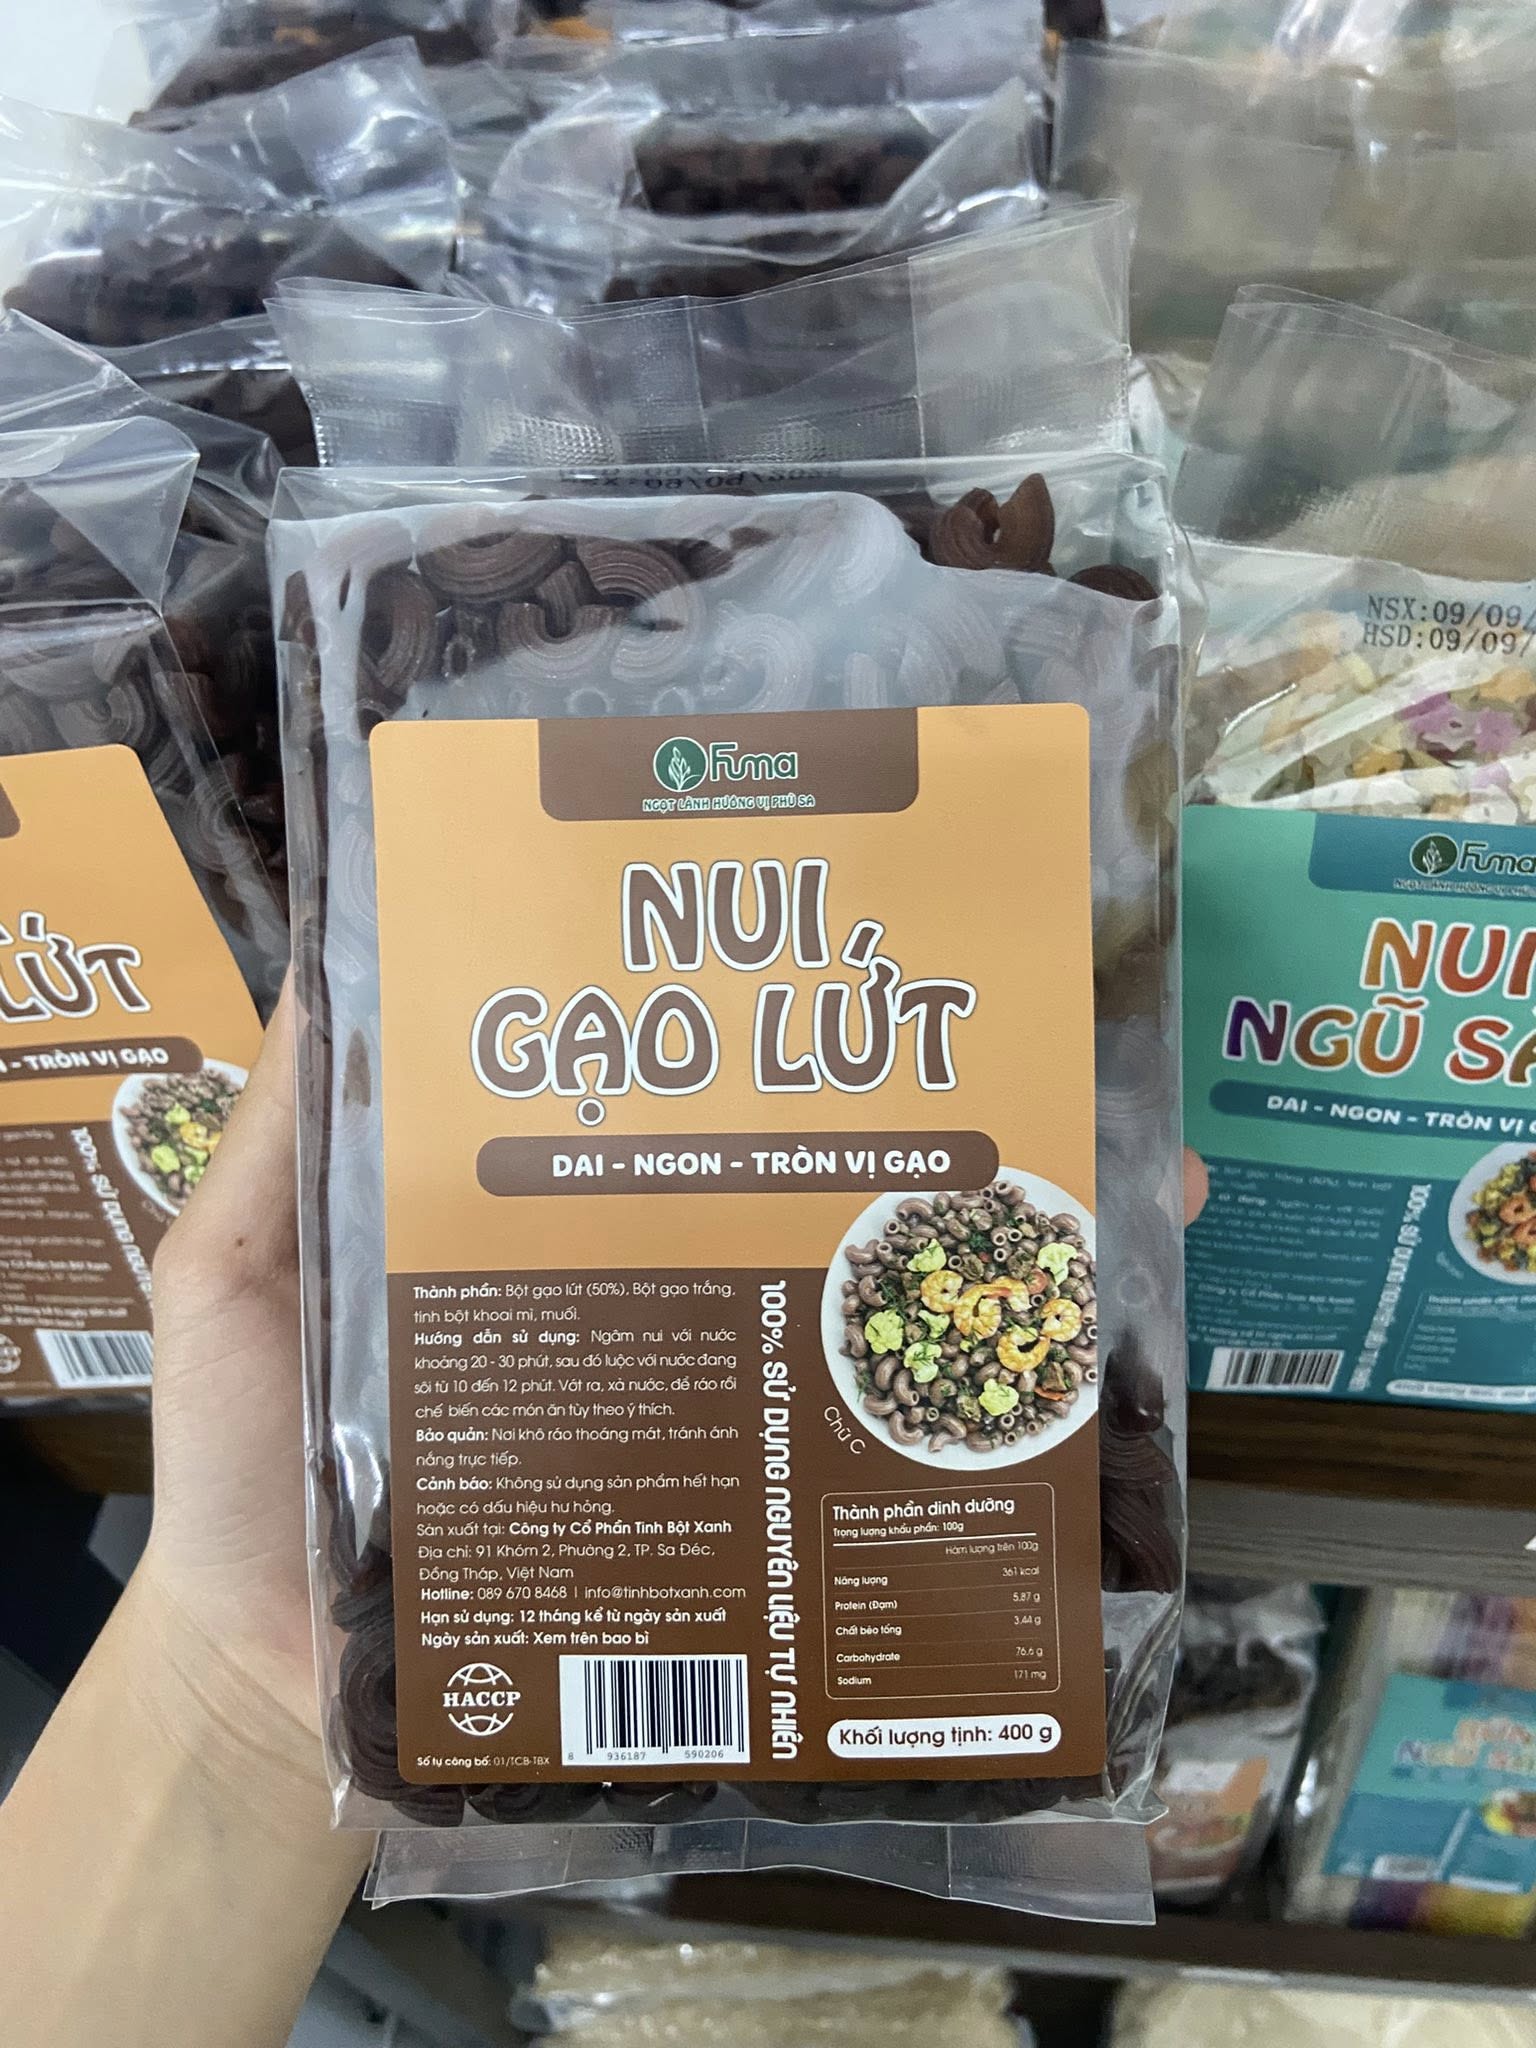 NSX:09/09/
HSD:09/09/
Fuma
NGỌT LÀNH HƯƠNG VỊ PHÙ SA
NUI
GẠO LỨT
DAI - NGON - TRÒN VỊ GẠO
Thành phần: Bột gạo lứt (50%), Bột gạo trắng,
tinh bột khoai mì, muối.
Hướng dẫn sử dụng: Ngâm nui với nước
khoảng 20 - 30 phút, sau đó luộc với nước đang
sôi từ 10 đến 12 phút. Vớt ra, xả nước, để ráo rồi
chế biến các món ăn tùy theo ý thích.
Bảo quản: Nơi khô ráo thoáng mát, tránh ánh
nắng trực tiếp.
Cảnh báo: Không sử dụng sản phẩm hết hạn
hoặc có dấu hiệu hư hỏng.
Sản xuất tại: Công ty Cổ Phần Tinh Bột Xanh
Địa chỉ: 91 Khóm 2, Phường 2, TP. Sa Đéc,
Đồng Tháp, Việt Nam
Hotline: 089 670 8468 | info@tinhbotxanh.com
Hạn sử dụng: 12 tháng kể từ ngày sản xuất
Ngày sản xuất: Xem trên bao bì
HACCP
Số tự công bố: 01/TCB-TBX
8 936187 590206
100% SỬ DỤNG NGUYÊN LIỆU TỰ NHIÊN
Chữ C
Thành phần dinh dưỡng
Trọng lượng khẩu phần: 100g
Hàm lượng trên 100g
Năng lượng 361 kcal
Protein (Đạm) 5.87 g
Chất béo tổng 3.44 g
Carbohydrate 76.6 g
Sodium 171 mg
Khối lượng tịnh: 400 g
LỨT
- TRÒN VỊ GẠO
Fuma
NUI
NGŨ SẮ
DAI - NGON - TRÒN VỊ